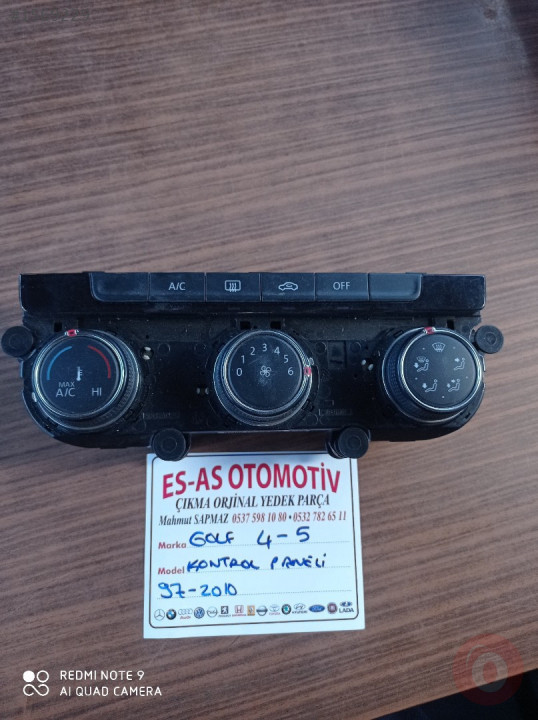 A/C
OFF
MAX
A/C HI
0 1 2 3 4 5 6
ES-AS OTOMOTİV
ÇIKMA ORJİNAL YEDEK PARÇA
Mahmut SAPMAZ 0537 598 10 80 • 0532 782 65 11
Marka GOLF 4-5
Model KONTROL PANELİ
97-2010
Audi
LADA
REDMI NOTE 9
AI QUAD CAMERA